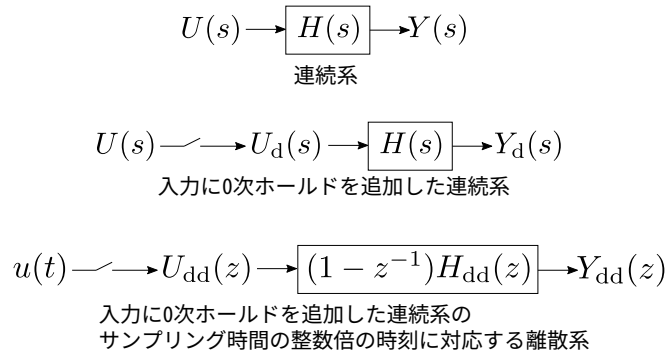 U(s) H(s) Y(s)
連続系
U(s) U_d(s) H(s) Y_d(s)
入力に0次ホールドを追加した連続系
u(t) U_dd(z) (1 − z^{−1})H_dd(z) Y_dd(z)
入力に0次ホールドを追加した連続系の
サンプリング時間の整数倍の時刻に対応する離散系